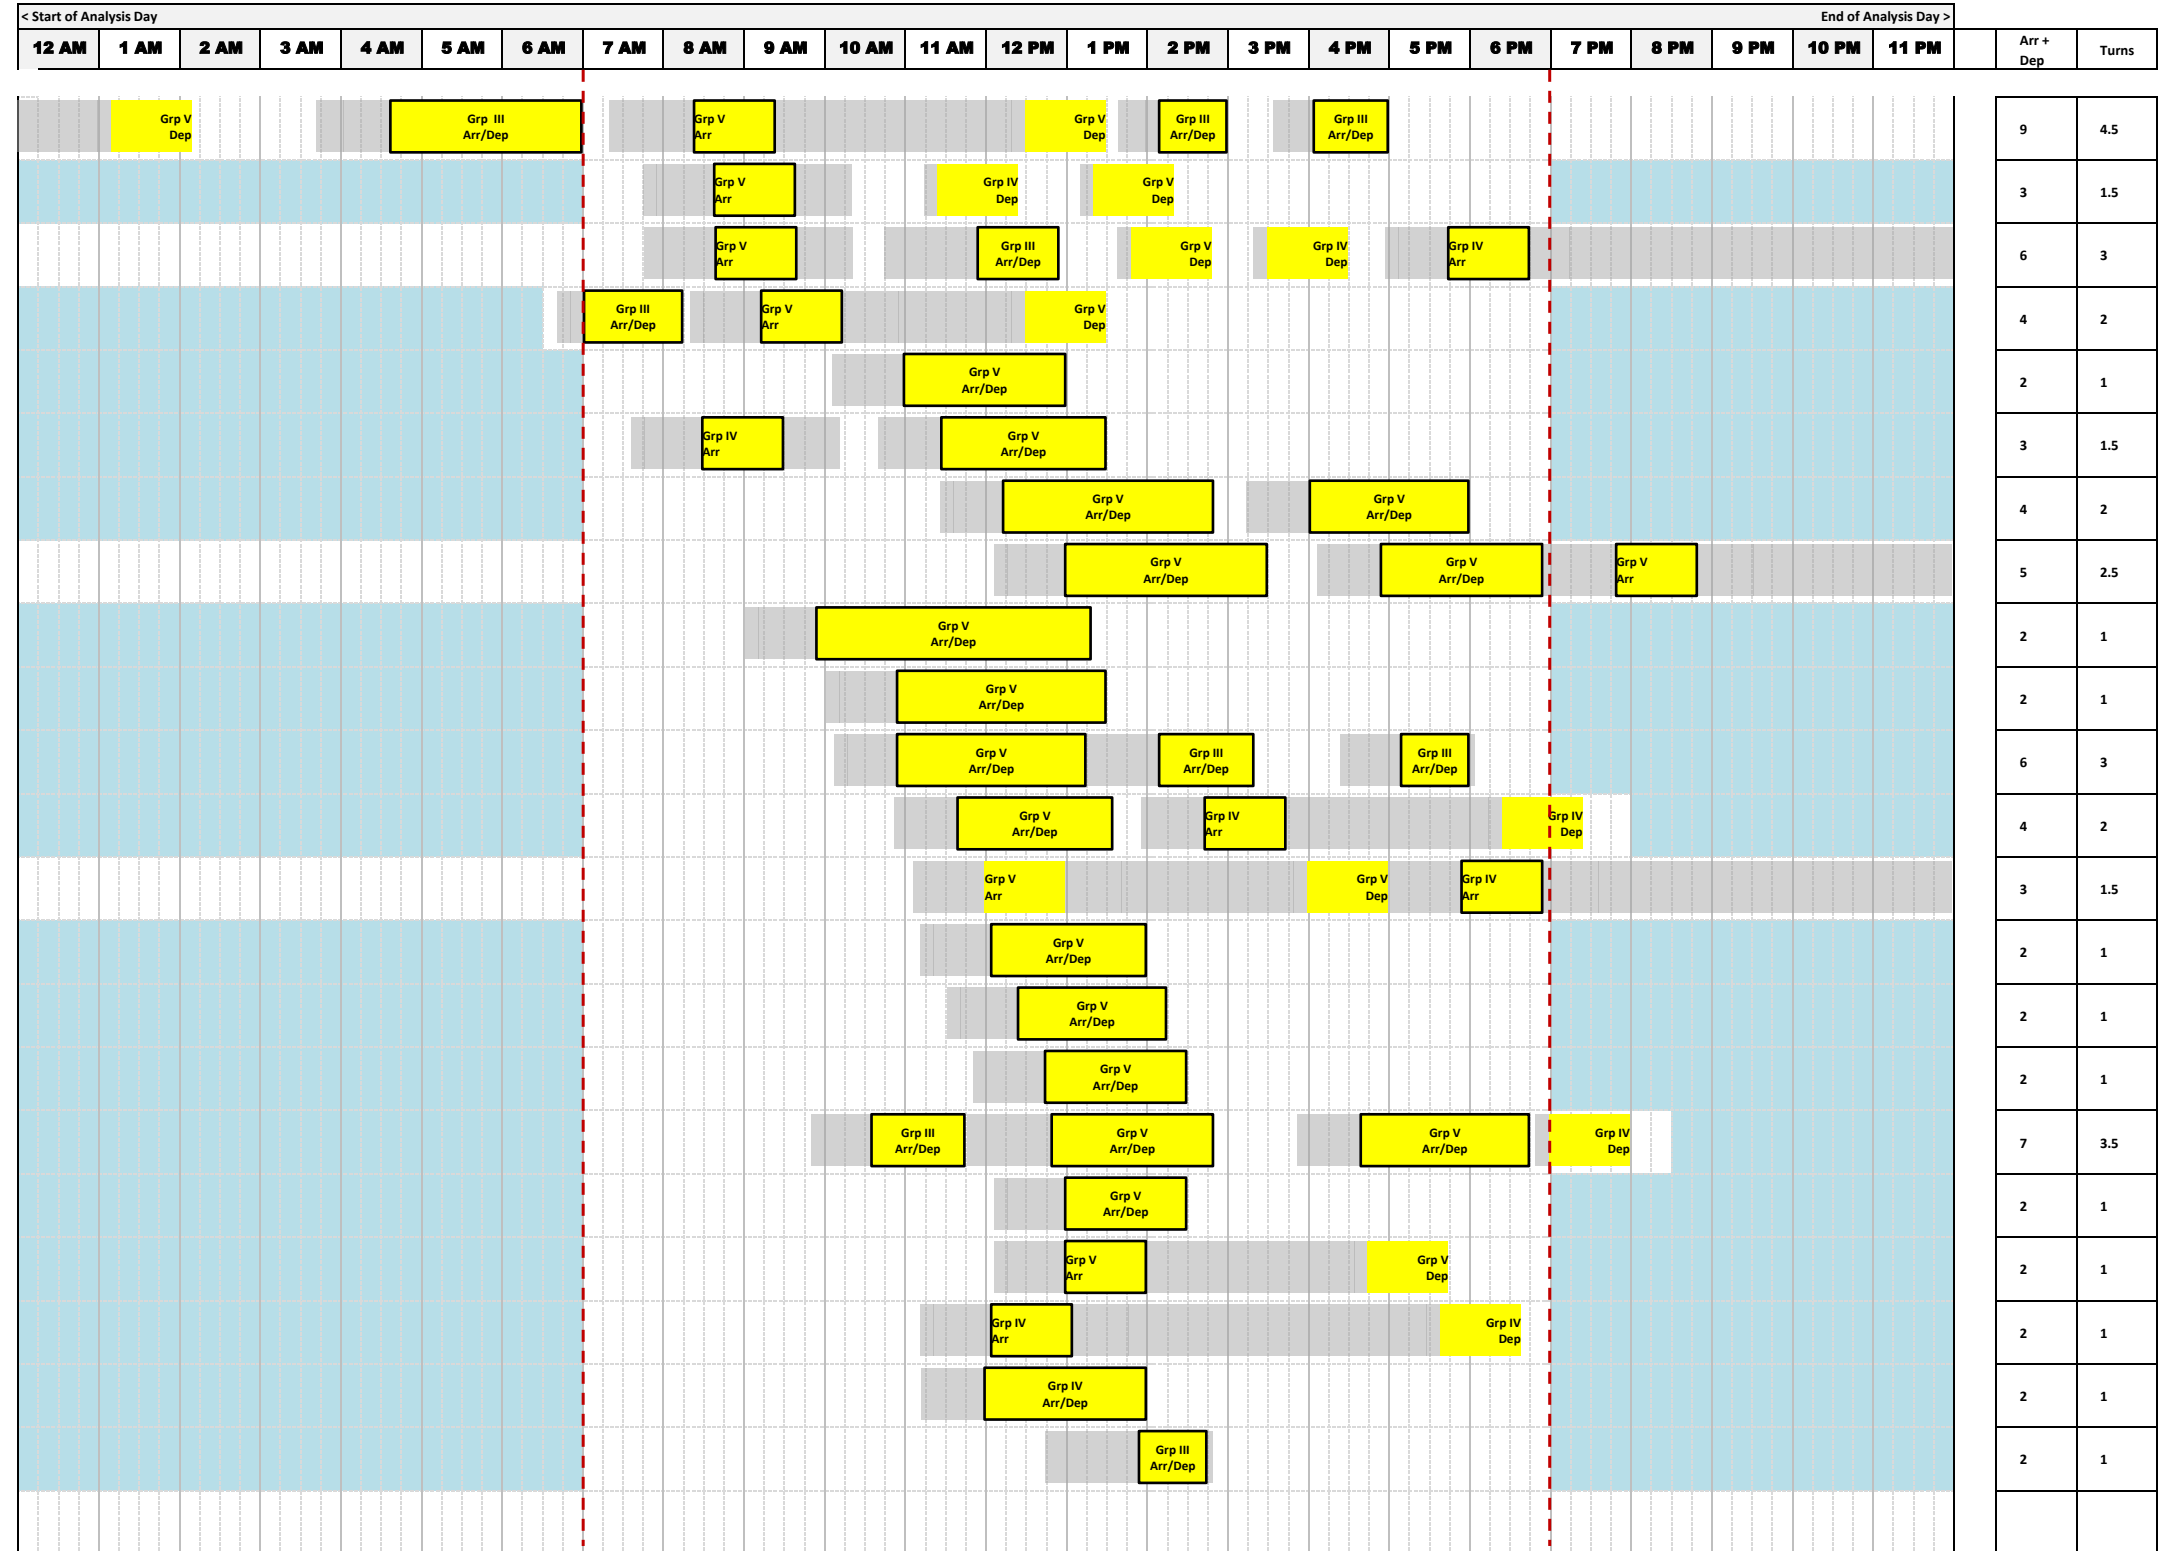 < Start of Analysis Day End of Analysis Day >
12 AM 1 AM 2 AM 3 AM 4 AM 5 AM 6 AM 7 AM 8 AM 9 AM 10 AM 11 AM 12 PM 1 PM 2 PM 3 PM 4 PM 5 PM 6 PM 7 PM 8 PM 9 PM 10 PM 11 PM Arr + Dep Turns
Grp V Grp III Grp V Grp V Grp III Grp III
Dep Arr/Dep Arr Dep Arr/Dep Arr/Dep
9 4.5
Grp V Grp IV Grp V
Arr Dep Dep
3 1.5
Grp V Grp III Grp V Grp IV Grp IV
Arr Arr/Dep Dep Dep Arr
6 3
Grp III Grp V Grp V
Arr/Dep Arr Dep
4 2
Grp V
Arr/Dep
2 1
Grp IV Grp V
Arr Arr/Dep
3 1.5
Grp V Grp V
Arr/Dep Arr/Dep
4 2
Grp V Grp V Grp V
Arr/Dep Arr/Dep Arr
5 2.5
Grp V
Arr/Dep
2 1
Grp V
Arr/Dep
2 1
Grp V Grp III Grp III
Arr/Dep Arr/Dep Arr/Dep
6 3
Grp V Grp IV Grp IV
Arr/Dep Arr Dep
4 2
Grp V Grp V Grp IV
Arr Dep Arr
3 1.5
Grp V
Arr/Dep
2 1
Grp V
Arr/Dep
2 1
Grp V
Arr/Dep
2 1
Grp III Grp V Grp V Grp IV
Arr/Dep Arr/Dep Arr/Dep Dep
7 3.5
Grp V
Arr/Dep
2 1
Grp V Grp V
Arr Dep
2 1
Grp IV Grp IV
Arr Dep
2 1
Grp IV
Arr/Dep
2 1
Grp III
Arr/Dep
2 1